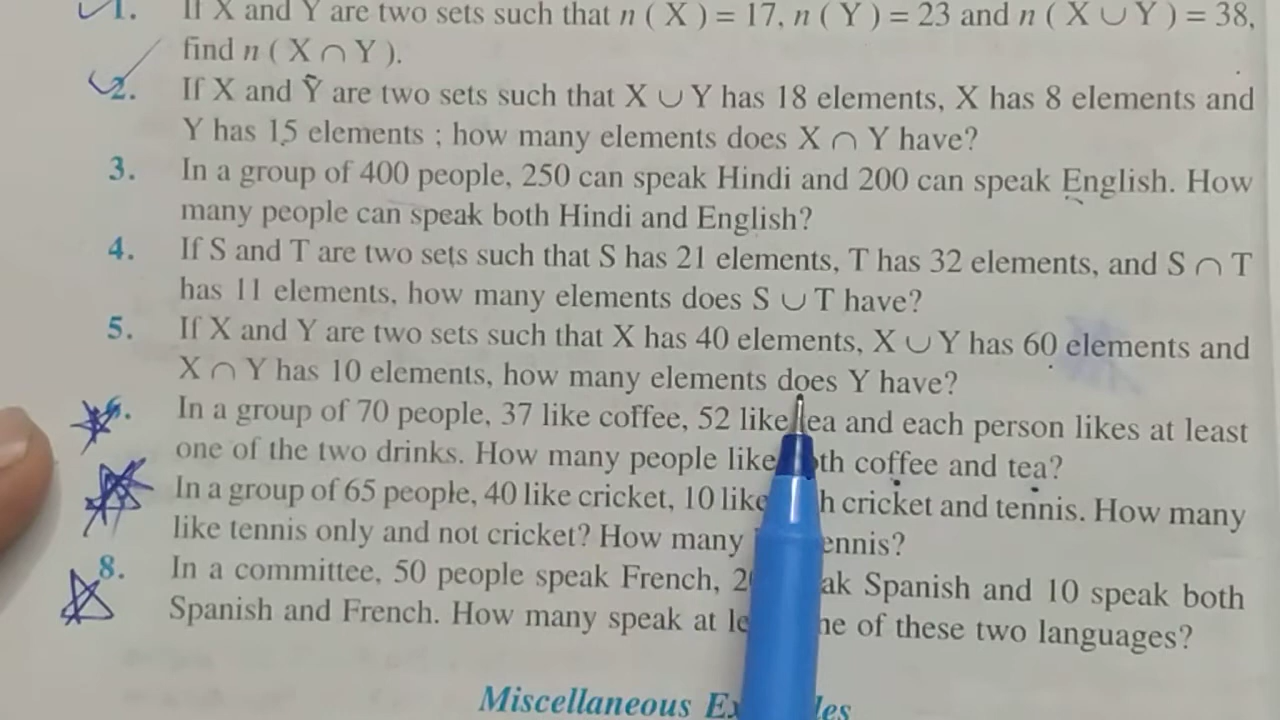 1. If X and Y are two sets such that n ( X ) = 17, n ( Y ) = 23 and n ( X ∪ Y ) = 38,
find n ( X ∩ Y ).
2. If X and Y are two sets such that X ∪ Y has 18 elements, X has 8 elements and
Y has 15 elements ; how many elements does X ∩ Y have?
3. In a group of 400 people, 250 can speak Hindi and 200 can speak English. How
many people can speak both Hindi and English?
4. If S and T are two sets such that S has 21 elements, T has 32 elements, and S ∩ T
has 11 elements, how many elements does S ∪ T have?
5. If X and Y are two sets such that X has 40 elements, X ∪ Y has 60 elements and
X ∩ Y has 10 elements, how many elements does Y have?
6. In a group of 70 people, 37 like coffee, 52 like tea and each person likes at least
one of the two drinks. How many people like both coffee and tea?
In a group of 65 people, 40 like cricket, 10 like cricket and tennis. How many
like tennis only and not cricket? How many tennis?
8. In a committee, 50 people speak French, speak Spanish and 10 speak both
Spanish and French. How many speak at least one of these two languages?
Miscellaneous Examples